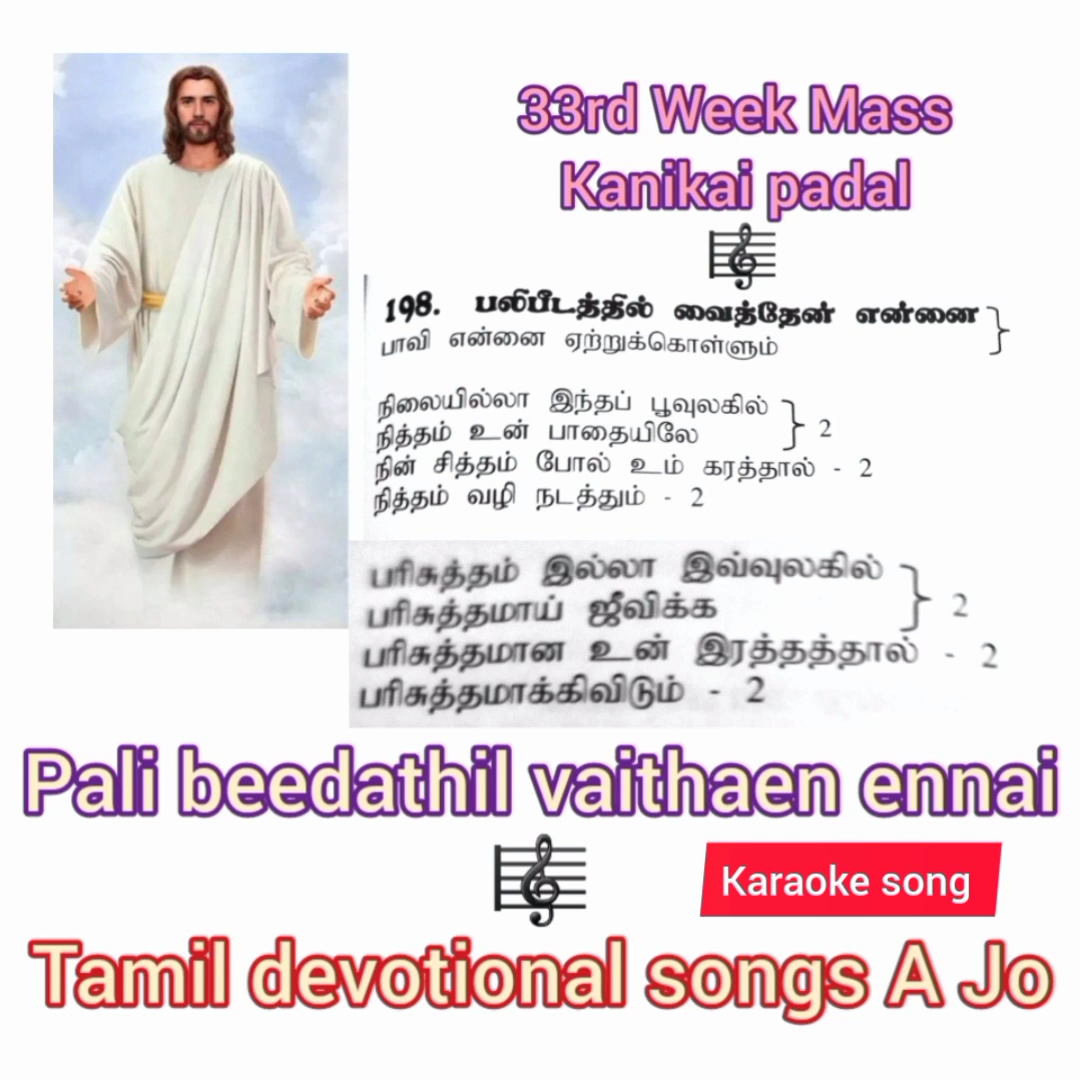 33rd Week Mass
Kanikai padal
198. பலிபீடத்தில் வைத்தேன் என்னை
பாவி என்னை ஏற்றுக்கொள்ளும்
நிலையில்லா இந்தப் பூவுலகில்
நித்தம் உன் பாதையிலே } 2
நின் சித்தம் போல் உம் கரத்தால் - 2
நித்தம் வழி நடத்தும் - 2
பரிசுத்தம் இல்லா இவ்வுலகில்
பரிசுத்தமாய் ஜீவிக்க } 2
பரிசுத்தமான உன் இரத்தத்தால் - 2
பரிசுத்தமாக்கிவிடும் - 2
Pali beedathil vaithaen ennai
Karaoke song
Tamil devotional songs A Jo